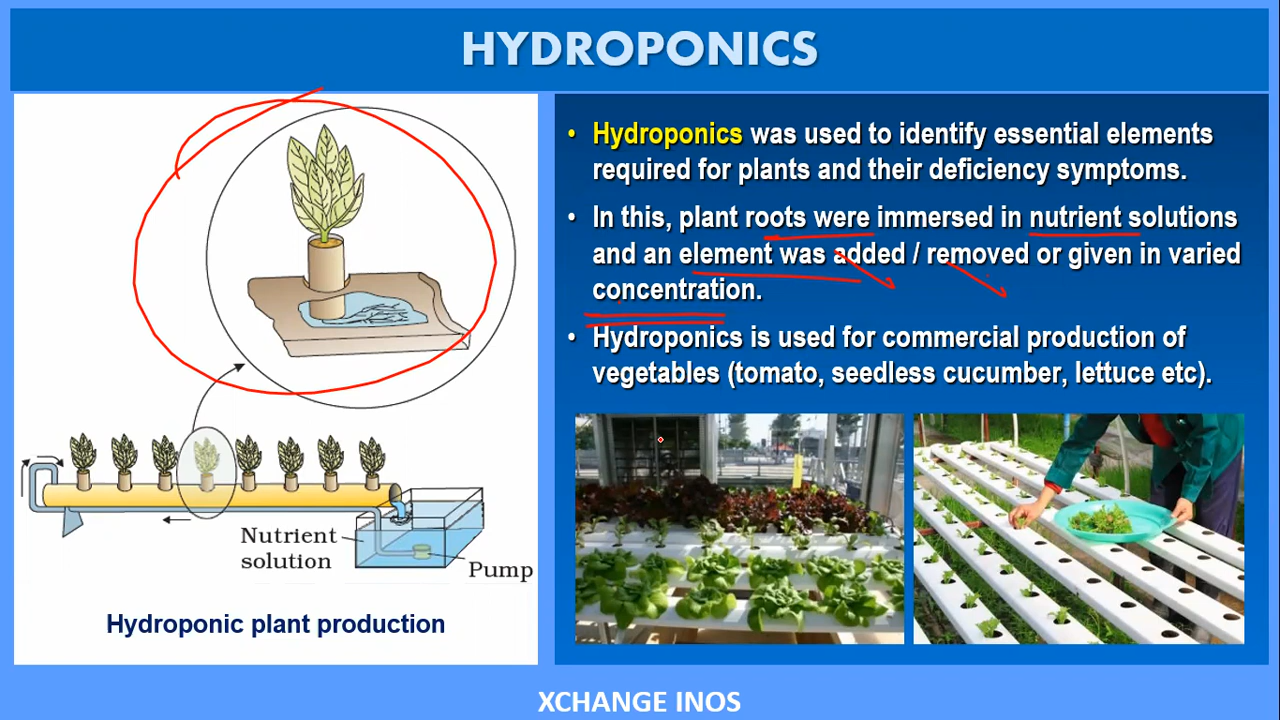 HYDROPONICS
Nutrient
solution
Pump
Hydroponic plant production
• Hydroponics was used to identify essential elements
required for plants and their deficiency symptoms.
• In this, plant roots were immersed in nutrient solutions
and an element was added / removed or given in varied
concentration.
• Hydroponics is used for commercial production of
vegetables (tomato, seedless cucumber, lettuce etc).
XCHANGE INOS